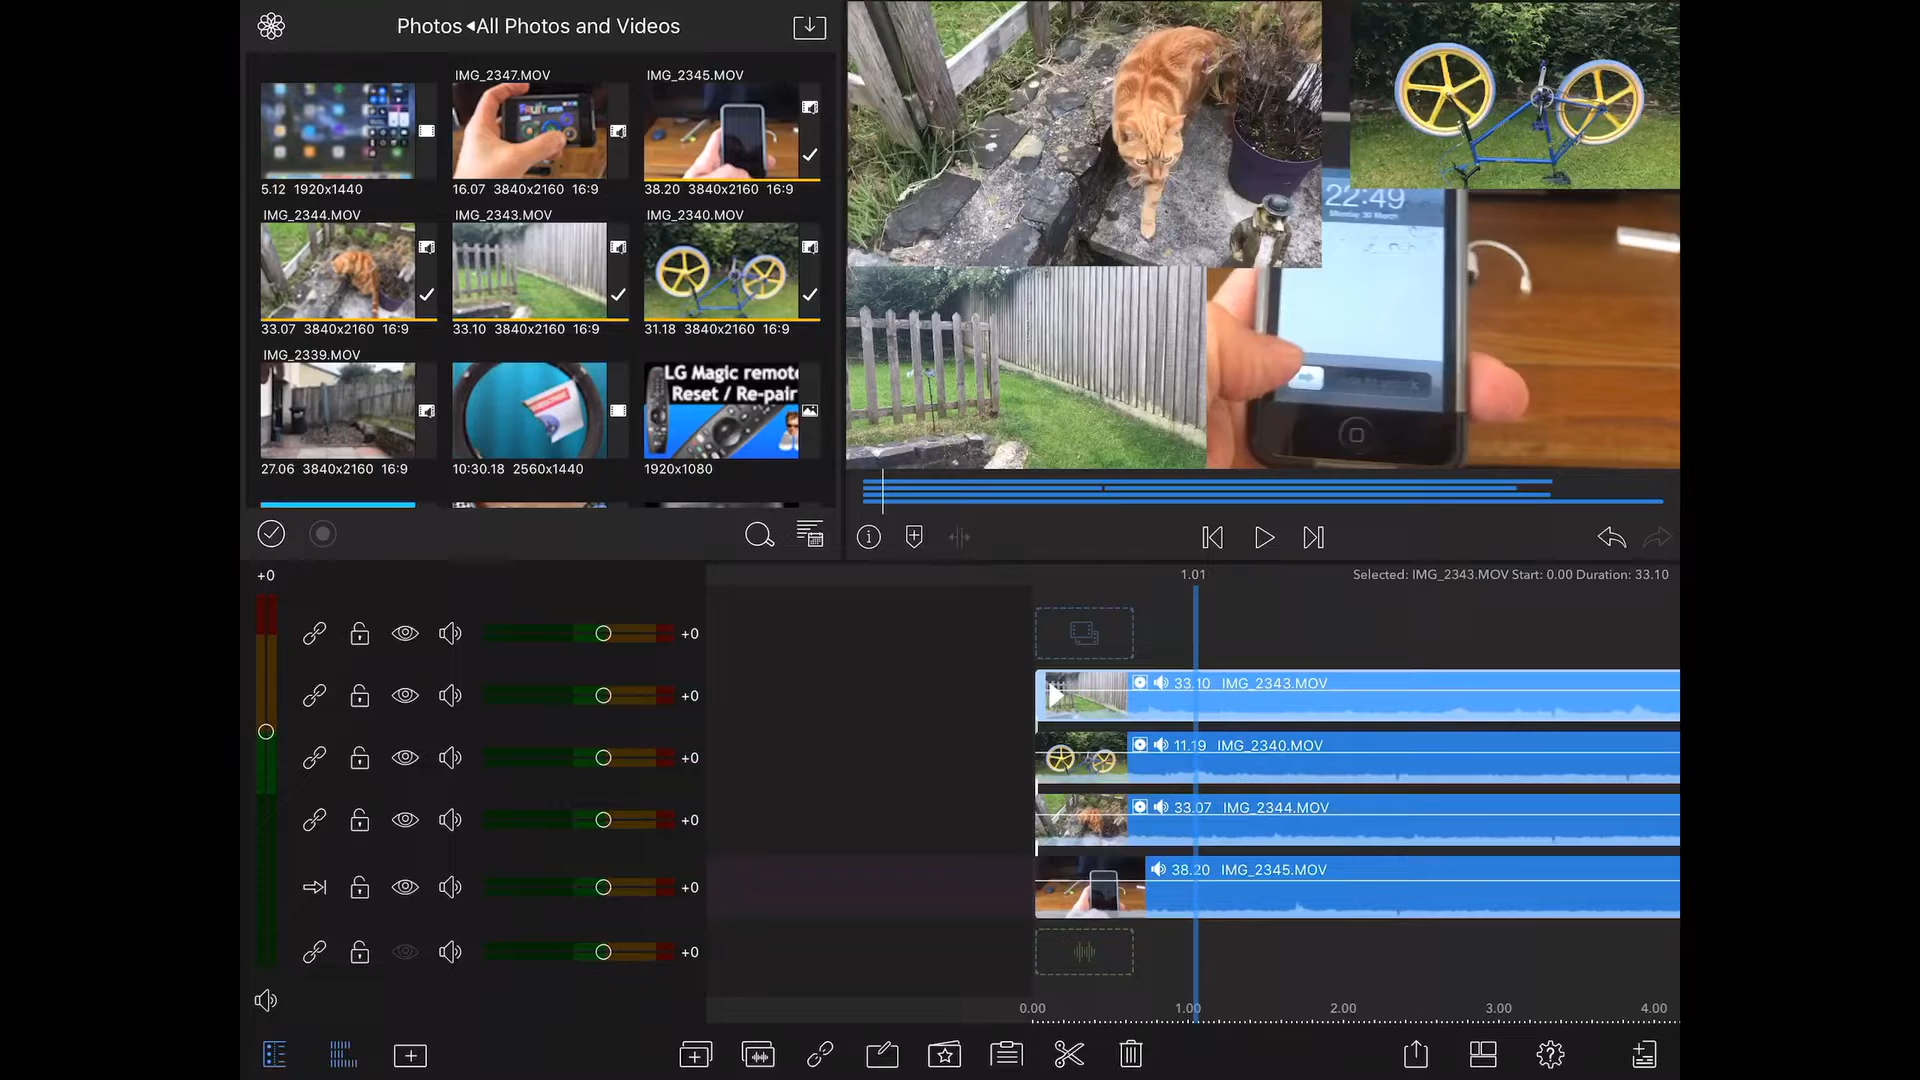 Photos ◂All Photos and Videos
IMG_2347.MOV
IMG_2345.MOV
FRUIT
5.12 1920x1440
16.07 3840x2160 16:9
38.20 3840x2160 16:9
IMG_2344.MOV
IMG_2343.MOV
IMG_2340.MOV
33.07 3840x2160 16:9
33.10 3840x2160 16:9
31.18 3840x2160 16:9
IMG_2339.MOV
SUBSCRIBE
LG Magic remote
Reset / Re-pair
27.06 3840x2160 16:9
10:30.18 2560x1440
1920x1080
22:49
Monday 30 March
+0
1.01
Selected: IMG_2343.MOV Start: 0.00 Duration: 33.10
+0
33.10 IMG_2343.MOV
+0
11.19 IMG_2340.MOV
+0
33.07 IMG_2344.MOV
+0
38.20 IMG_2345.MOV
+0
+0
0.00 1.00 2.00 3.00 4.00